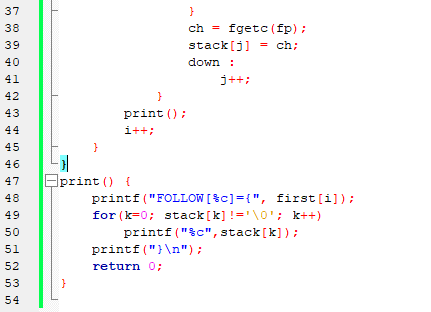 37 }
38 ch = fgetc(fp);
39 stack[j] = ch;
40 down :
41 j++;
42 }
43 print();
44 i++;
45 }
46 }
47 print() {
48 printf("FOLLOW[%c]={", first[i]);
49 for(k=0; stack[k]!='\0'; k++)
50 printf("%c",stack[k]);
51 printf("}\n");
52 return 0;
53 }
54